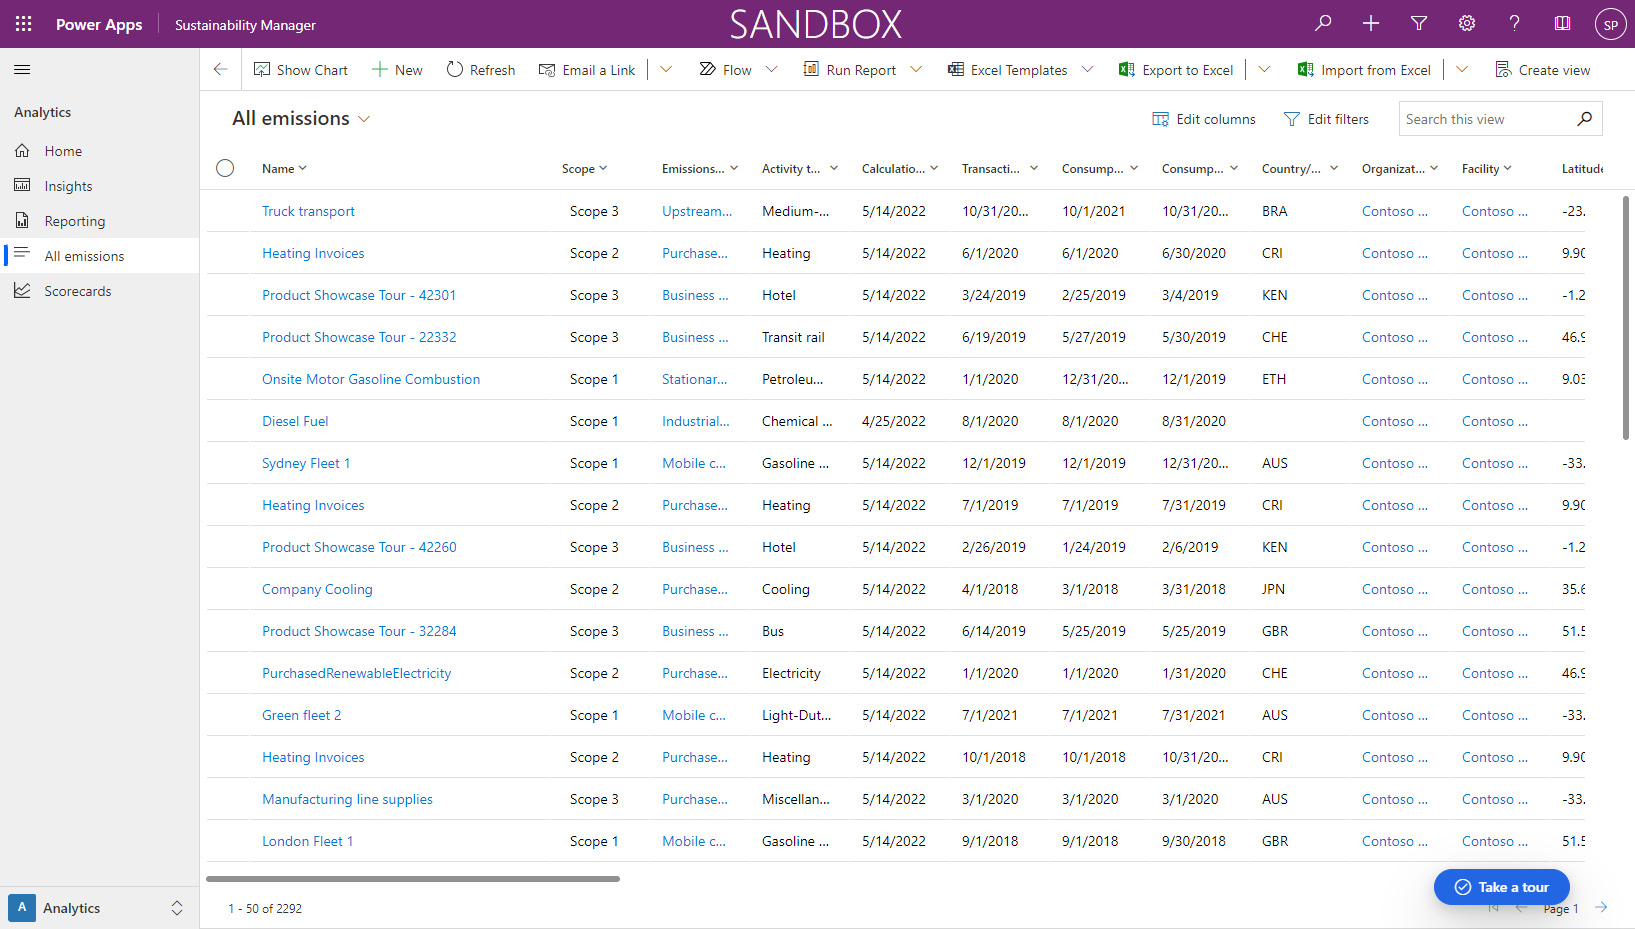 Power Apps Sustainability Manager SANDBOX SP
Show Chart New Refresh Email a Link Flow Run Report Excel Templates Export to Excel Import from Excel Create view
Analytics
Home
Insights
Reporting
All emissions
Scorecards
All emissions Edit columns Edit filters Search this view
Name Scope Emissions... Activity t... Calculatio... Transacti... Consump... Consump... Country/... Organizat... Facility Latitude
Truck transport Scope 3 Upstream... Medium-... 5/14/2022 10/31/20... 10/1/2021 10/31/20... BRA Contoso ... Contoso ... -23.
Heating Invoices Scope 2 Purchase... Heating 5/14/2022 6/1/2020 6/1/2020 6/30/2020 CRI Contoso ... Contoso ... 9.90
Product Showcase Tour - 42301 Scope 3 Business ... Hotel 5/14/2022 3/24/2019 2/25/2019 3/4/2019 KEN Contoso ... Contoso ... -1.2
Product Showcase Tour - 22332 Scope 3 Business ... Transit rail 5/14/2022 6/19/2019 5/27/2019 5/30/2019 CHE Contoso ... Contoso ... 46.9
Onsite Motor Gasoline Combustion Scope 1 Stationar... Petroleu... 5/14/2022 1/1/2020 12/31/20... 12/1/2019 ETH Contoso ... Contoso ... 9.03
Diesel Fuel Scope 1 Industrial... Chemical ... 4/25/2022 8/1/2020 8/1/2020 8/31/2020 Contoso ... Contoso ...
Sydney Fleet 1 Scope 1 Mobile c... Gasoline ... 5/14/2022 12/1/2019 12/1/2019 12/31/20... AUS Contoso ... Contoso ... -33.
Heating Invoices Scope 2 Purchase... Heating 5/14/2022 7/1/2019 7/1/2019 7/31/2019 CRI Contoso ... Contoso ... 9.90
Product Showcase Tour - 42260 Scope 3 Business ... Hotel 5/14/2022 2/26/2019 1/24/2019 2/6/2019 KEN Contoso ... Contoso ... -1.2
Company Cooling Scope 2 Purchase... Cooling 5/14/2022 4/1/2018 3/1/2018 3/31/2018 JPN Contoso ... Contoso ... 35.6
Product Showcase Tour - 32284 Scope 3 Business ... Bus 5/14/2022 6/14/2019 5/25/2019 5/25/2019 GBR Contoso ... Contoso ... 51.5
PurchasedRenewableElectricity Scope 2 Purchase... Electricity 5/14/2022 1/1/2020 1/1/2020 1/31/2020 CHE Contoso ... Contoso ... 46.9
Green fleet 2 Scope 1 Mobile c... Light-Dut... 5/14/2022 7/1/2021 7/1/2021 7/31/2021 AUS Contoso ... Contoso ... -33.
Heating Invoices Scope 2 Purchase... Heating 5/14/2022 10/1/2018 10/1/2018 10/31/20... CRI Contoso ... Contoso ... 9.90
Manufacturing line supplies Scope 3 Purchase... Miscellan... 5/14/2022 3/1/2020 3/1/2020 3/1/2020 AUS Contoso ... Contoso ... -33.
London Fleet 1 Scope 1 Mobile c... Gasoline ... 5/14/2022 9/1/2018 9/1/2018 9/30/2018 GBR Contoso ... Contoso ... 51.5
Take a tour
A Analytics
1 - 50 of 2292 Page 1